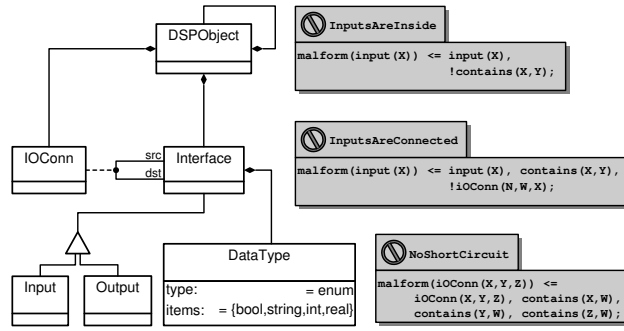 DSPObject
InputsAreInside
malform(input(X)) <= input(X),
!contains(X,Y);
IOConn
src
dst
Interface
InputsAreConnected
malform(input(X)) <= input(X), contains(X,Y),
!iOConn(N,W,X);
Input
Output
DataType
type: = enum
items: = {bool,string,int,real}
NoShortCircuit
malform(iOConn(X,Y,Z)) <=
iOConn(X,Y,Z), contains(X,W),
contains(Y,W), contains(Z,W);